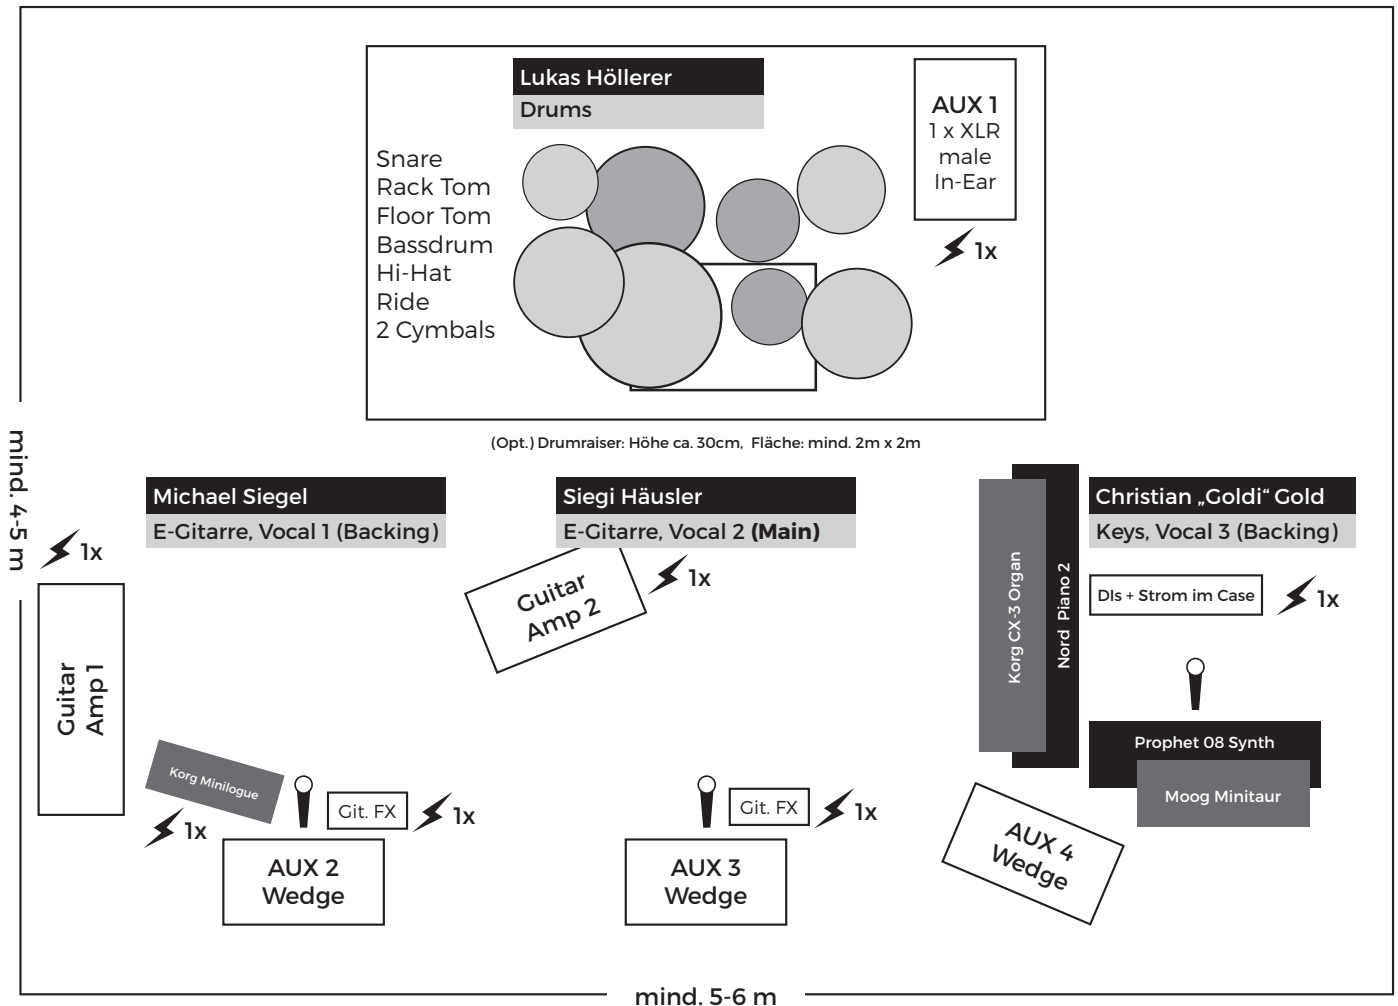 Lukas Höllerer
Drums
Snare
Rack Tom
Floor Tom
Bassdrum
Hi-Hat
Ride
2 Cymbals
AUX 1
1 x XLR
male
In-Ear
1x
(Opt.) Drumraiser: Höhe ca. 30cm, Fläche: mind. 2m x 2m
mind. 4-5 m
Michael Siegel
E-Gitarre, Vocal 1 (Backing)
1x
Guitar
Amp 1
Korg Minilogue
1x
Git. FX
1x
AUX 2
Wedge
Siegi Häusler
E-Gitarre, Vocal 2 (Main)
Guitar
Amp 2
1x
Git. FX
1x
AUX 3
Wedge
Korg CX-3 Organ
Nord Piano 2
Christian „Goldi“ Gold
Keys, Vocal 3 (Backing)
DIs + Strom im Case
1x
Prophet 08 Synth
Moog Minitaur
AUX 4
Wedge
mind. 5-6 m